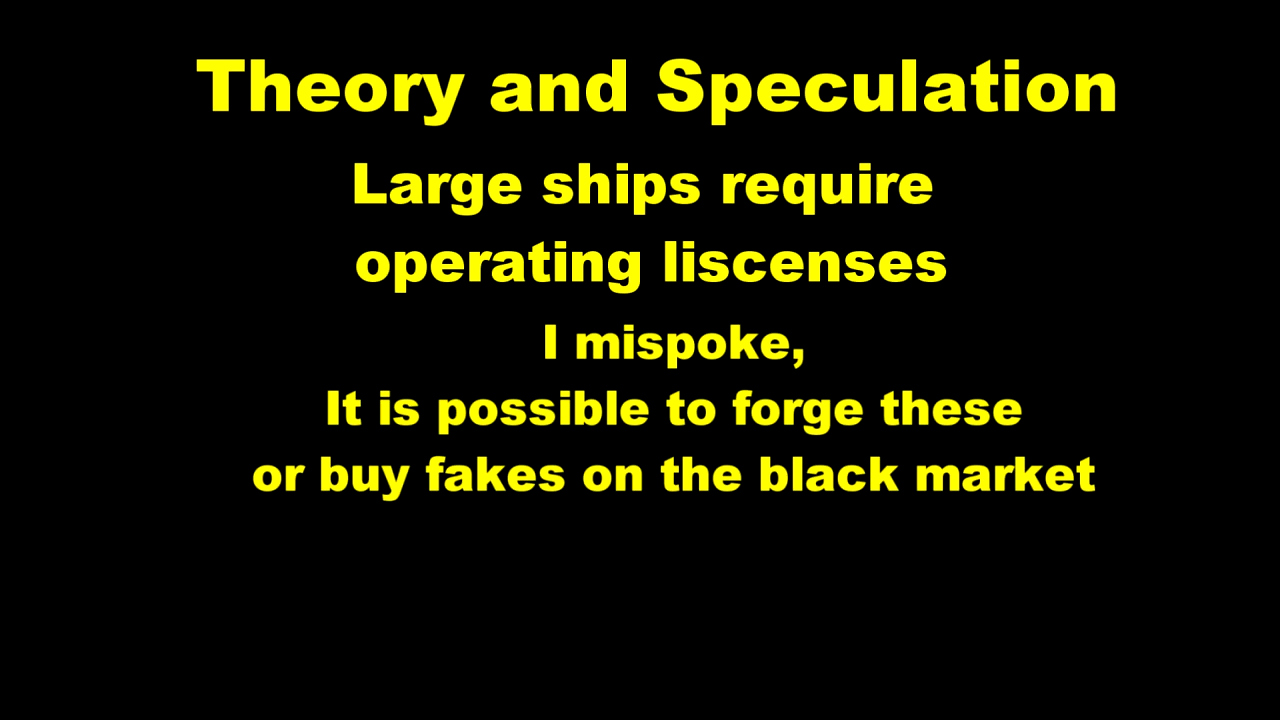 Theory and Speculation
Large ships require
operating liscenses
I mispoke,
It is possible to forge these
or buy fakes on the black market